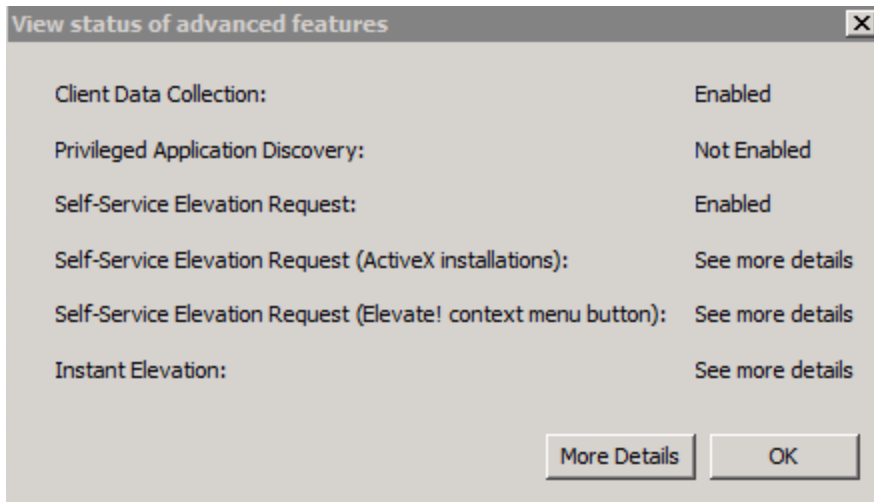 View status of advanced features
Client Data Collection: Enabled
Privileged Application Discovery: Not Enabled
Self-Service Elevation Request: Enabled
Self-Service Elevation Request (ActiveX installations): See more details
Self-Service Elevation Request (Elevate! context menu button): See more details
Instant Elevation: See more details
More Details OK